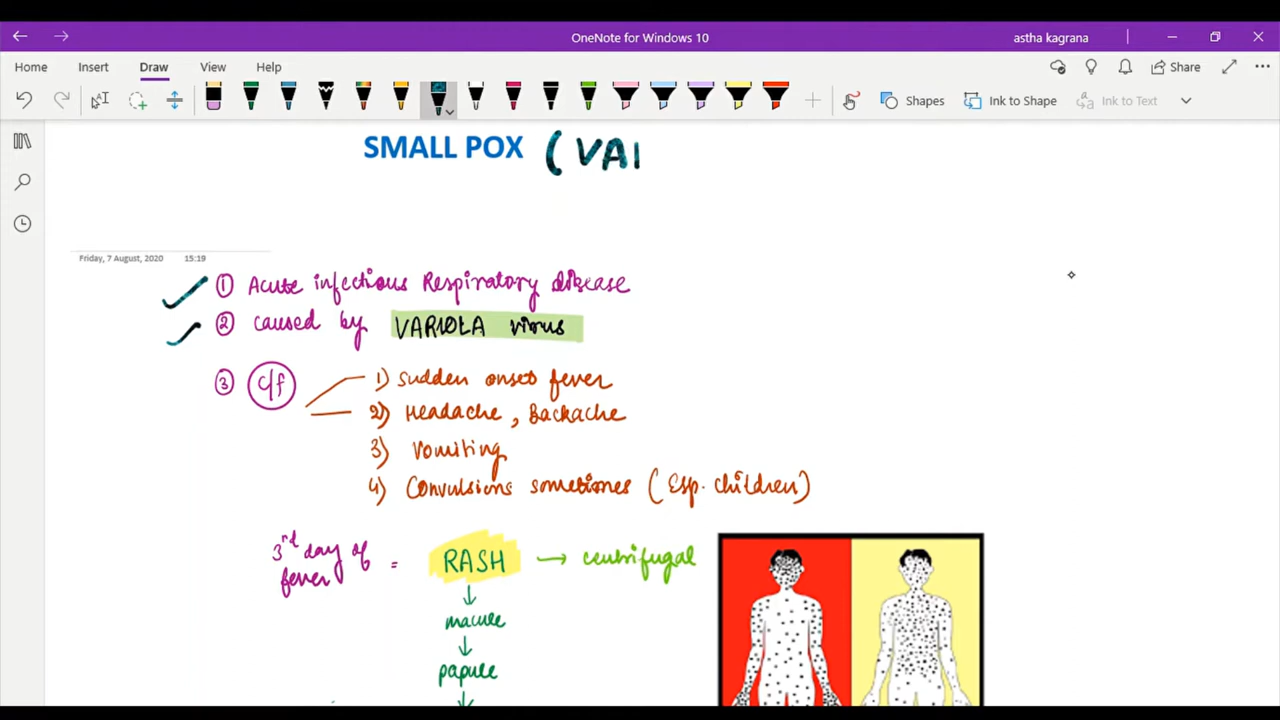 OneNote for Windows 10
astha kagrana
Home Insert Draw View Help
Share
Shapes
Ink to Shape
Ink to Text
SMALL POX (VAI
Friday, 7 August, 2020 15:19
① Acute infectious Respiratory disease
② caused by VARIOLA virus
③ c/f
1) Sudden onset fever
2) Headache, Backache
3) Vomiting
4) Convulsions sometimes (Esp. children)
3rd day of fever = RASH → centrifugal
↓
macule
↓
papule
↓